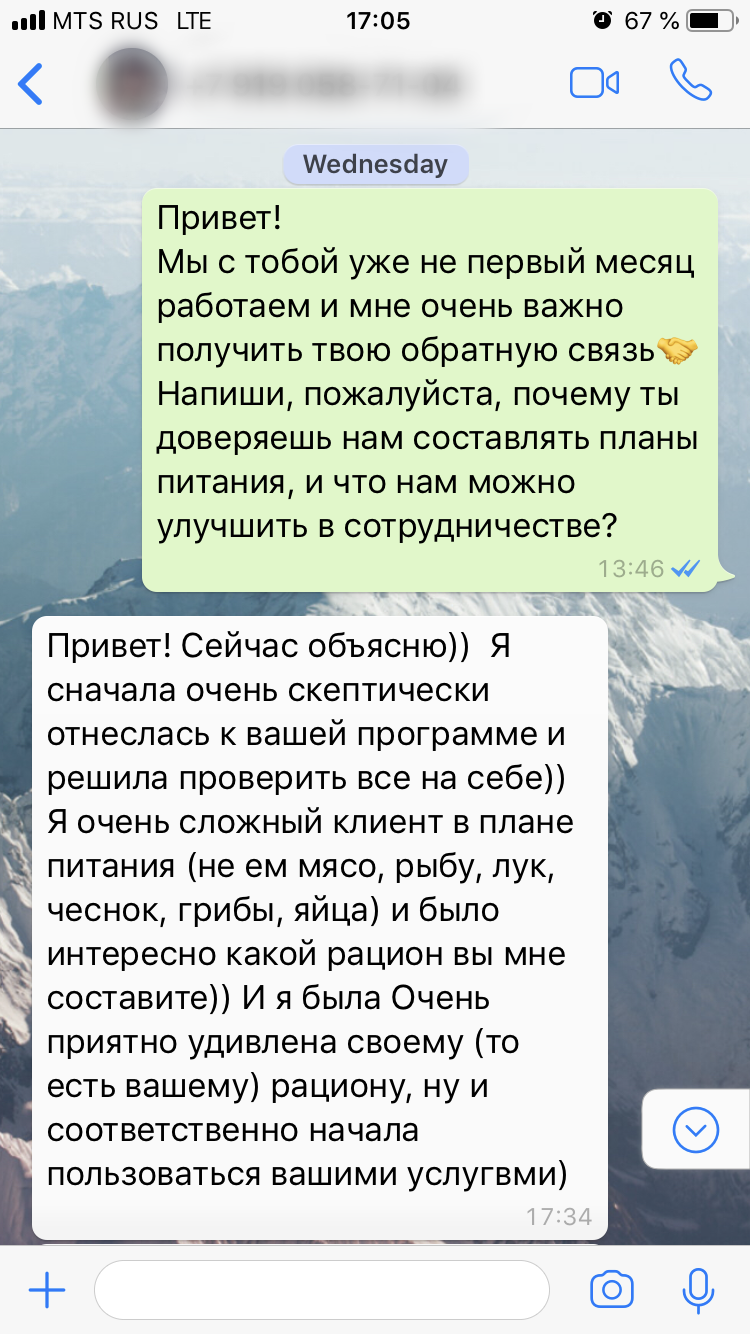 MTS RUS LTE 17:05 67 %
Wednesday
Привет!
Мы с тобой уже не первый месяц
работаем и мне очень важно
получить твою обратную связь🤝
Напиши, пожалуйста, почему ты
доверяешь нам составлять планы
питания, и что нам можно
улучшить в сотрудничестве?
13:46
Привет! Сейчас объясню)) Я
сначала очень скептически
отнеслась к вашей программе и
решила проверить все на себе))
Я очень сложный клиент в плане
питания (не ем мясо, рыбу, лук,
чеснок, грибы, яйца) и было
интересно какой рацион вы мне
составите)) И я была Очень
приятно удивлена своему (то
есть вашему) рациону, ну и
соответственно начала
пользоваться вашими услугвми)
17:34